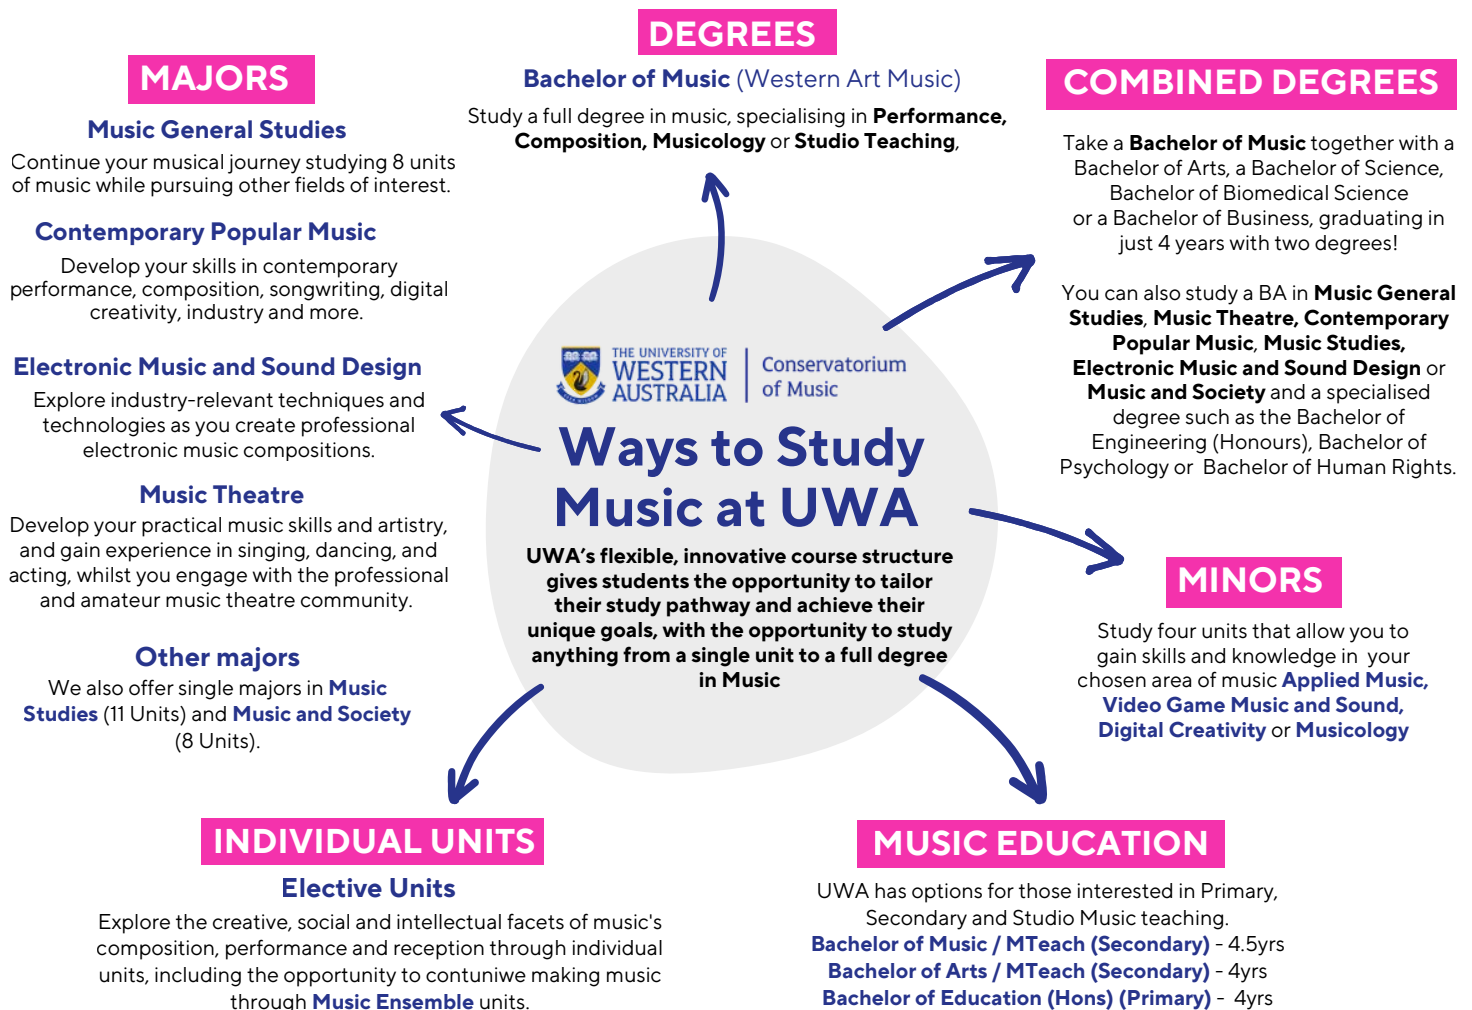 DEGREES
Bachelor of Music (Western Art Music)
Study a full degree in music, specialising in Performance,
Composition, Musicology or Studio Teaching,
MAJORS
Music General Studies
Continue your musical journey studying 8 units
of music while pursuing other fields of interest.
Contemporary Popular Music
Develop your skills in contemporary
performance, composition, songwriting, digital
creativity, industry and more.
Electronic Music and Sound Design
Explore industry-relevant techniques and
technologies as you create professional
electronic music compositions.
Music Theatre
Develop your practical music skills and artistry,
and gain experience in singing, dancing, and
acting, whilst you engage with the professional
and amateur music theatre community.
Other majors
We also offer single majors in Music
Studies (11 Units) and Music and Society
(8 Units).
COMBINED DEGREES
Take a Bachelor of Music together with a
Bachelor of Arts, a Bachelor of Science,
Bachelor of Biomedical Science
or a Bachelor of Business, graduating in
just 4 years with two degrees!
You can also study a BA in Music General
Studies, Music Theatre, Contemporary
Popular Music, Music Studies,
Electronic Music and Sound Design or
Music and Society and a specialised
degree such as the Bachelor of
Engineering (Honours), Bachelor of
Psychology or Bachelor of Human Rights.
THE UNIVERSITY OF
WESTERN
AUSTRALIA
Conservatorium
of Music
Ways to Study
Music at UWA
UWA's flexible, innovative course structure
gives students the opportunity to tailor
their study pathway and achieve their
unique goals, with the opportunity to study
anything from a single unit to a full degree
in Music
MINORS
Study four units that allow you to
gain skills and knowledge in your
chosen area of music Applied Music,
Video Game Music and Sound,
Digital Creativity or Musicology
INDIVIDUAL UNITS
Elective Units
Explore the creative, social and intellectual facets of music's
composition, performance and reception through individual
units, including the opportunity to contuniwe making music
through Music Ensemble units.
MUSIC EDUCATION
UWA has options for those interested in Primary,
Secondary and Studio Music teaching.
Bachelor of Music / MTeach (Secondary) - 4.5yrs
Bachelor of Arts / MTeach (Secondary) - 4yrs
Bachelor of Education (Hons) (Primary) - 4yrs